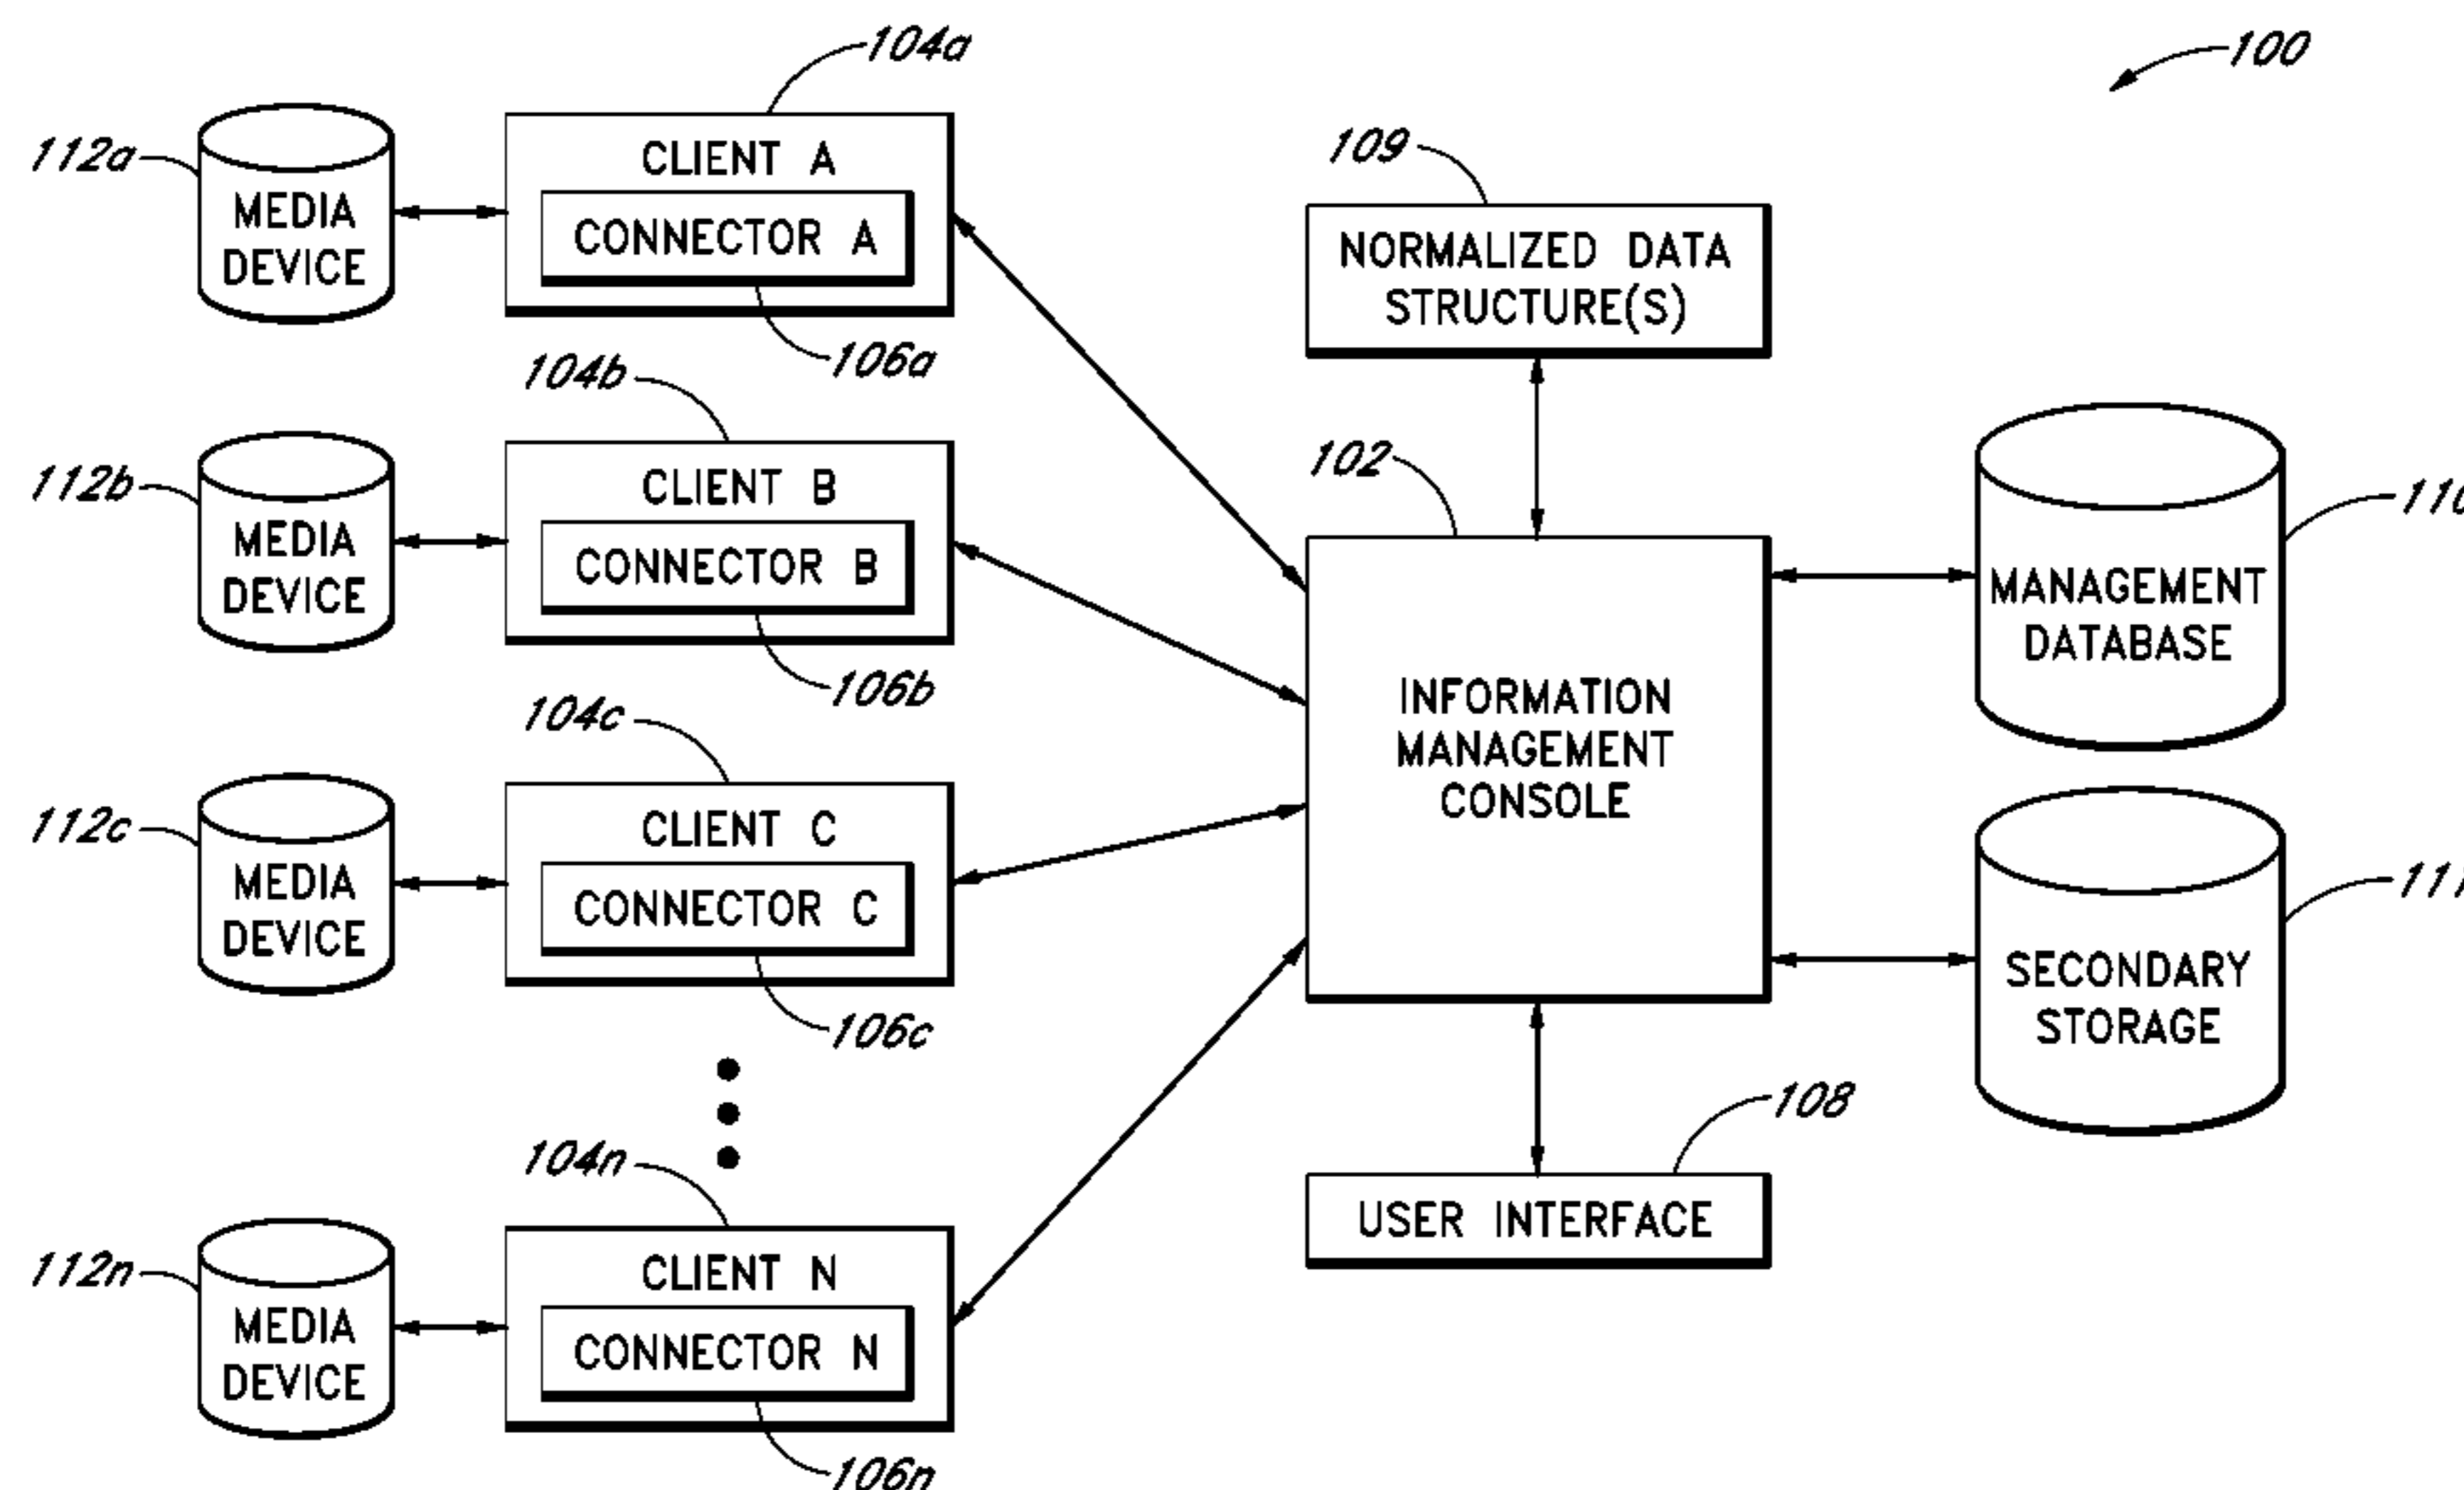 104a
100
112a
CLIENT A
CONNECTOR A
MEDIA
DEVICE
106a
109
NORMALIZED DATA
STRUCTURE(S)
104b
112b
CLIENT B
CONNECTOR B
MEDIA
DEVICE
106b
102
INFORMATION
MANAGEMENT
CONSOLE
110
MANAGEMENT
DATABASE
104c
112c
CLIENT C
CONNECTOR C
MEDIA
DEVICE
106c
111
SECONDARY
STORAGE
108
USER INTERFACE
104n
112n
CLIENT N
CONNECTOR N
MEDIA
DEVICE
106n